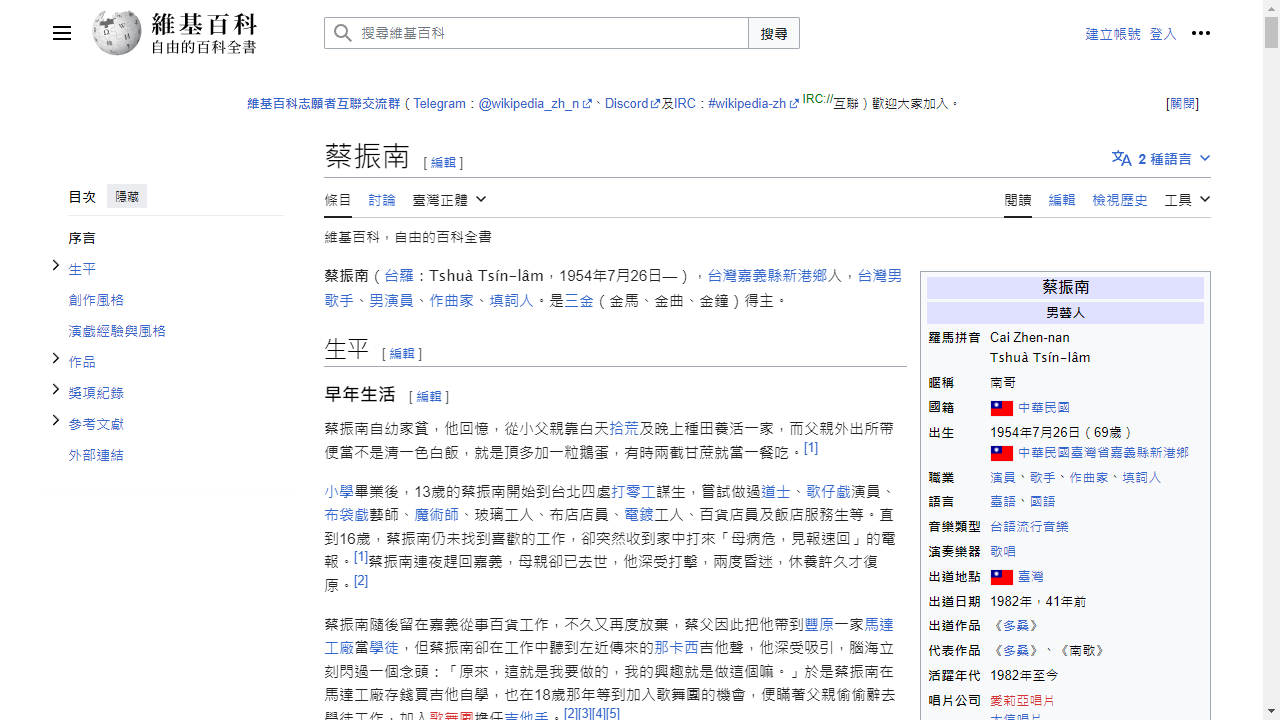 維基百科
自由的百科全書
搜尋維基百科
搜尋
建立帳號 登入
維基百科志願者互聯交流群（Telegram：@wikipedia_zh_n、Discord及IRC：#wikipedia-zh IRC://互聯）歡迎大家加入。
[關閉]
蔡振南 [編輯]
2 種語言
目次 隱藏
條目 討論 臺灣正體
閱讀 編輯 檢視歷史 工具
序言
生平
創作風格
演戲經驗與風格
作品
獎項紀錄
參考文獻
外部連結
維基百科，自由的百科全書
蔡振南（台羅：Tshuà Tsín-lâm，1954年7月26日—），台灣嘉義縣新港鄉人，台灣男
歌手、男演員、作曲家、填詞人。是三金（金馬、金曲、金鐘）得主。
生平 [編輯]
早年生活 [編輯]
蔡振南自幼家貧，他回憶，從小父親靠白天拾荒及晚上種田養活一家，而父親外出所帶
便當不是清一色白飯，就是頂多加一粒鵝蛋，有時兩截甘蔗就當一餐吃。[1]
小學畢業後，13歲的蔡振南開始到台北四處打零工謀生，嘗試做過道士、歌仔戲演員、
布袋戲藝師、魔術師、玻璃工人、布店店員、電鍍工人、百貨店員及飯店服務生等。直
到16歲，蔡振南仍未找到喜歡的工作，卻突然收到家中打來「母病危，見報速回」的電
報。[1]蔡振南連夜趕回嘉義，母親卻已去世，他深受打擊，兩度昏迷，休養許久才復
原。[2]
蔡振南隨後留在嘉義從事百貨工作，不久又再度放棄，蔡父因此把他帶到豐原一家馬達
工廠當學徒，但蔡振南卻在工作中聽到左近傳來的那卡西吉他聲，他深受吸引，腦海立
刻閃過一個念頭：「原來，這就是我要做的，我的興趣就是做這個嘛。」於是蔡振南在
馬達工廠存錢買吉他自學，也在18歲那年等到加入歌舞團的機會，便瞞著父親偷偷辭去
學徒工作，加入歌舞團擔任吉他手。[2][3][4][5]
蔡振南
男藝人
羅馬拼音 Cai Zhen-nan
Tshuà Tsín-lâm
暱稱 南哥
國籍 中華民國
出生 1954年7月26日（69歲）
中華民國臺灣省嘉義縣新港鄉
職業 演員、歌手、作曲家、填詞人
語言 臺語、國語
音樂類型 台語流行音樂
演奏樂器 歌唱
出道地點 臺灣
出道日期 1982年，41年前
出道作品 《多桑》
代表作品 《多桑》、《南歌》
活躍年代 1982年至今
唱片公司 愛莉亞唱片
大信唱片